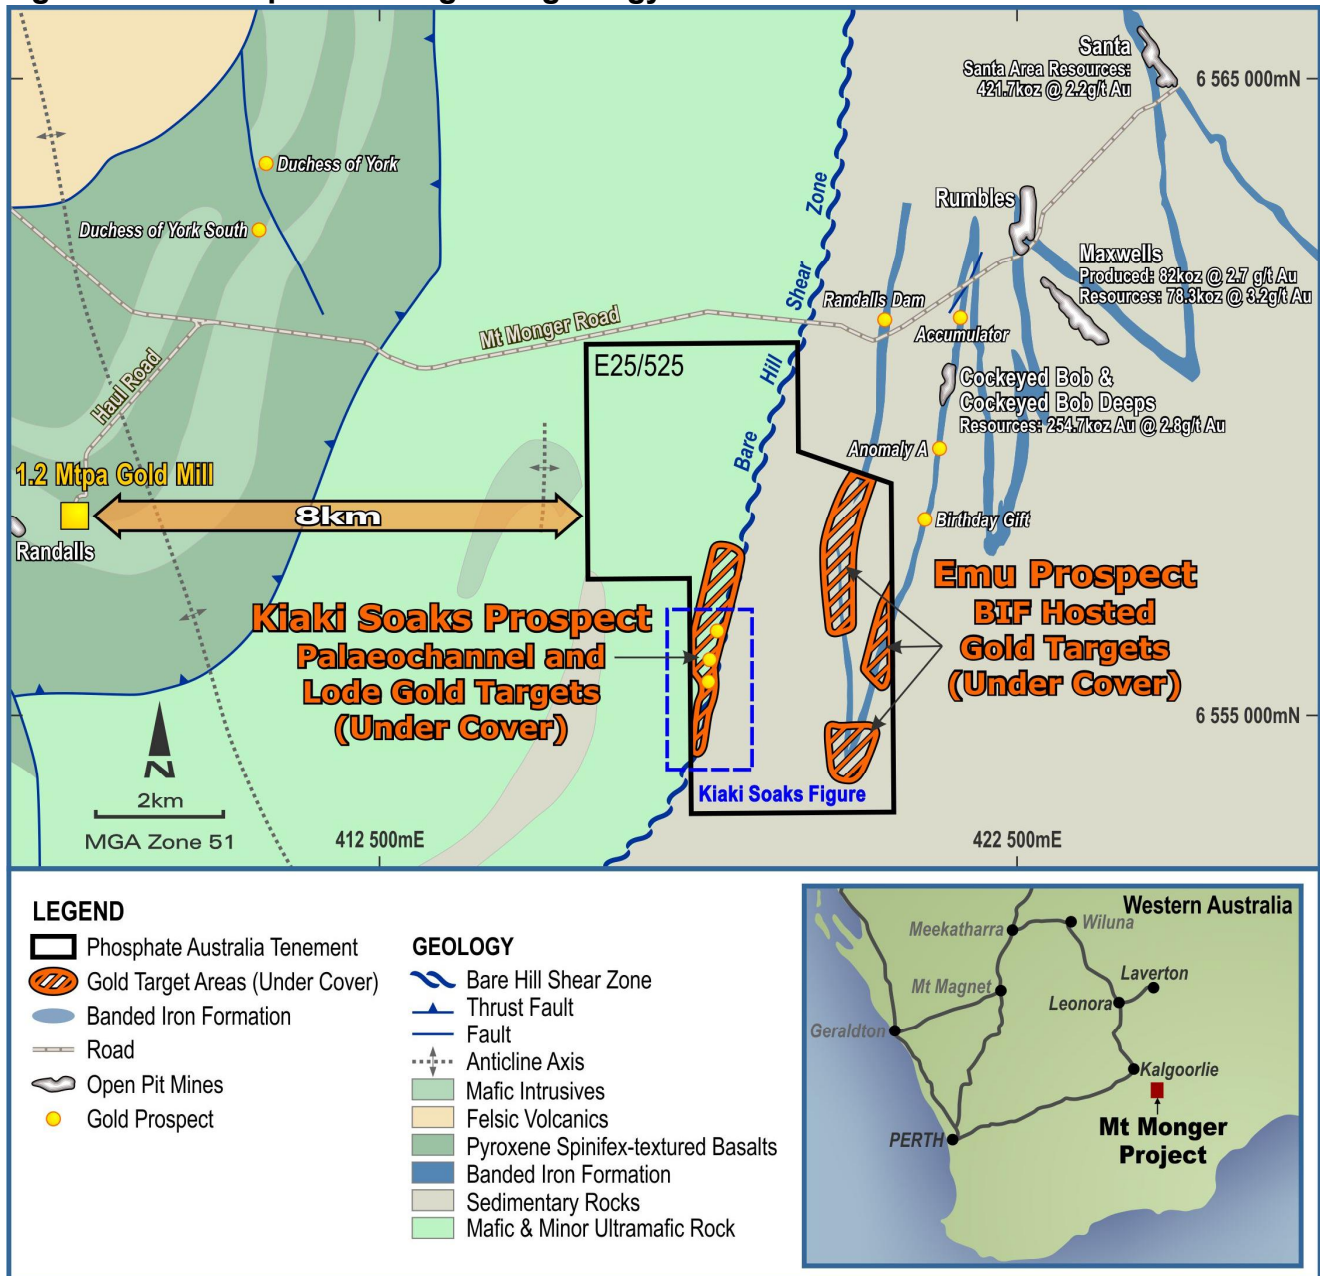 Santa
Santa Area Resources:
421.7koz @ 2.2g/t Au
6 565 000mN
Duchess of York
Duchess of York South
Bare Hill Shear Zone
Rumbles
Maxwells
Produced: 82koz @ 2.7 g/t Au
Resources: 78.3koz @ 3.2g/t Au
Randalls Dam
Accumulator
Mt Monger Road
Haul Road
E25/525
Cockeyed Bob &
Cockeyed Bob Deeps
Resources: 254.7koz Au @ 2.8g/t Au
Anomaly A
1.2 Mtpa Gold Mill
8km
Birthday Gift
Randalls
Kiaki Soaks Prospect
Palaeochannel and
Lode Gold Targets
(Under Cover)
Emu Prospect
BIF Hosted
Gold Targets
(Under Cover)
6 555 000mN
N
2km
MGA Zone 51
Kiaki Soaks Figure
412 500mE
422 500mE
LEGEND
Phosphate Australia Tenement
Gold Target Areas (Under Cover)
Banded Iron Formation
Road
Open Pit Mines
Gold Prospect
GEOLOGY
Bare Hill Shear Zone
Thrust Fault
Fault
Anticline Axis
Mafic Intrusives
Felsic Volcanics
Pyroxene Spinifex-textured Basalts
Banded Iron Formation
Sedimentary Rocks
Mafic & Minor Ultramafic Rock
Western Australia
Meekatharra
Wiluna
Mt Magnet
Laverton
Leonora
Geraldton
Kalgoorlie
PERTH
Mt Monger
Project